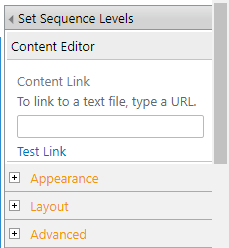 Set Sequence Levels
Content Editor
Content Link
To link to a text file, type a URL.
Test Link
Appearance
Layout
Advanced